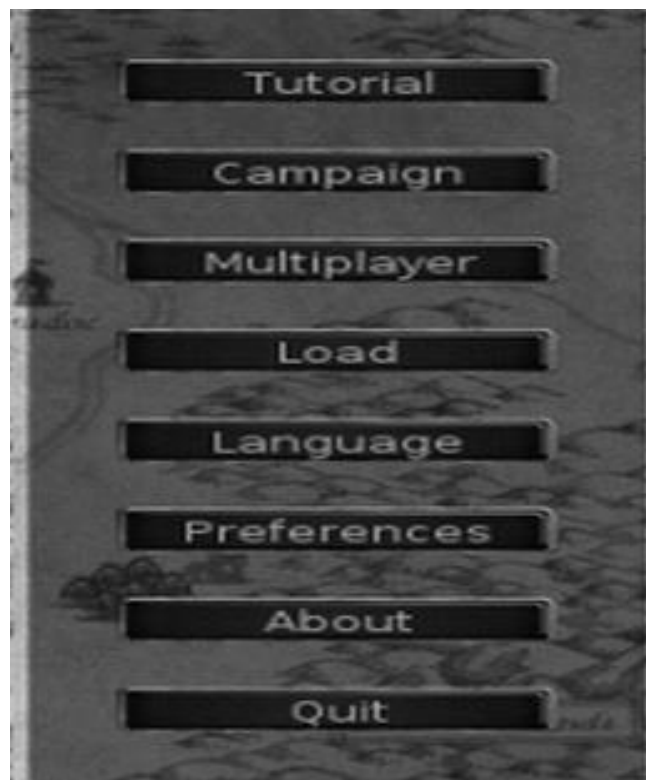 Tutorial
Campaign
Multiplayer
Load
Language
Preferences
About
Quit